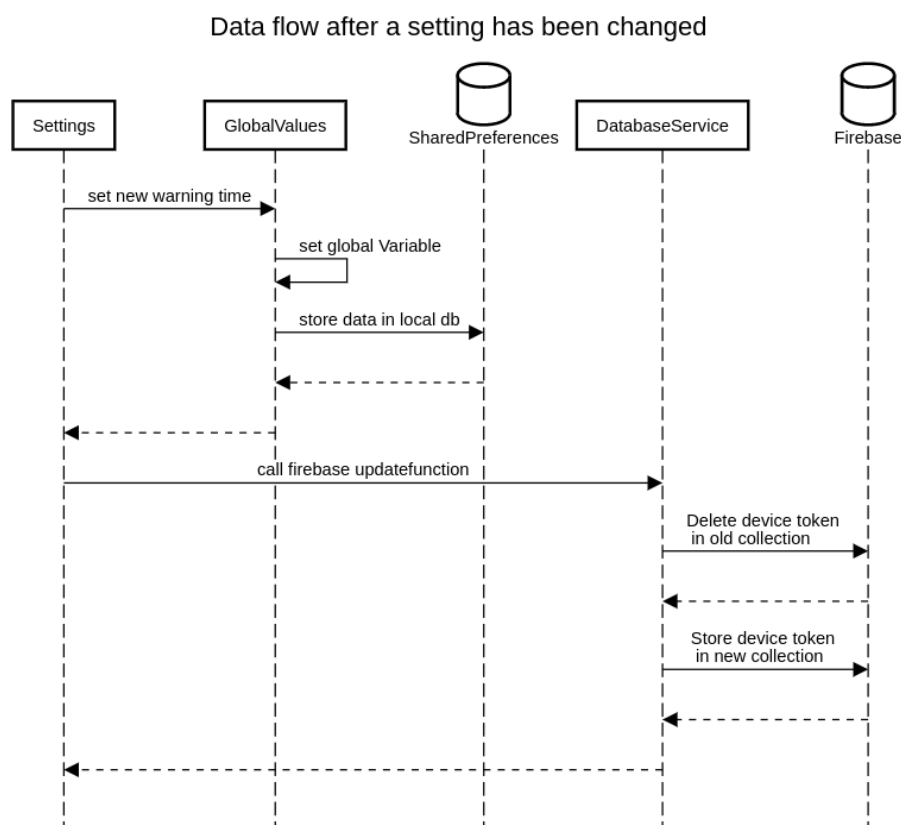 Data flow after a setting has been changed
Settings
GlobalValues
SharedPreferences
DatabaseService
Firebase
set new warning time
set global Variable
store data in local db
call firebase updatefunction
Delete device token
in old collection
Store device token
in new collection